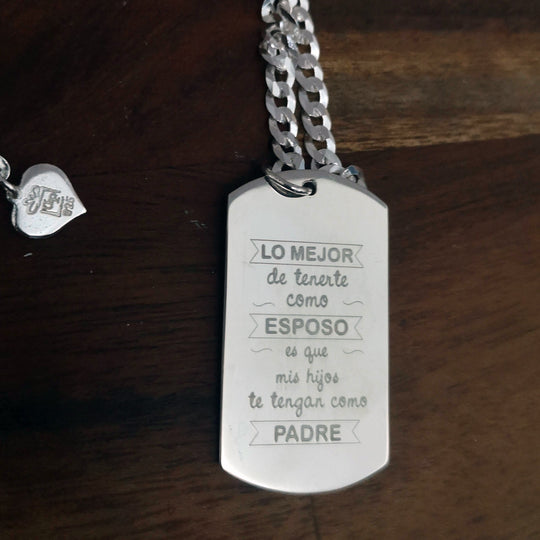 LO MEJOR
de tenerte
como
ESPOSO
es que
mis hijos
te tengan como
PADRE